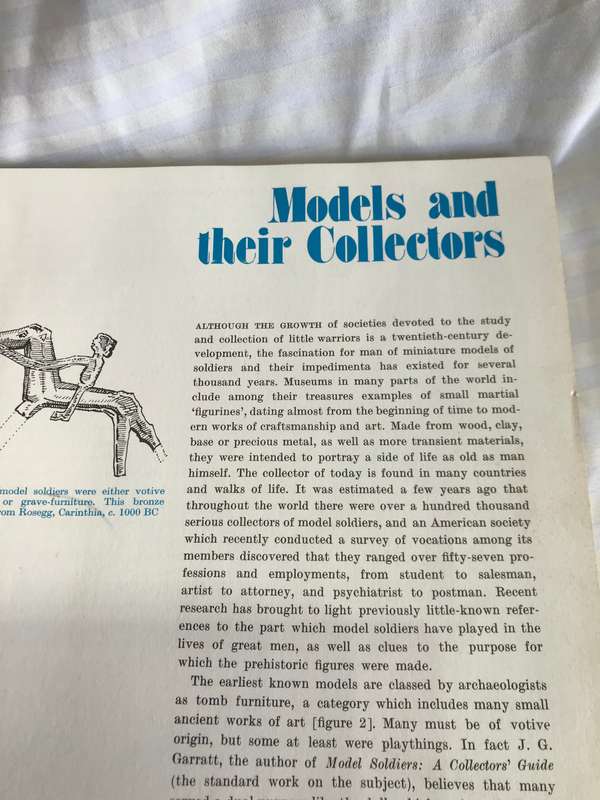 Models and
their Collectors
model soldiers were either votive
or grave-furniture. This bronze
from Rosegg, Carinthia, c. 1000 BC
ALTHOUGH THE GROWTH of societies devoted to the study
and collection of little warriors is a twentieth-century de-
velopment, the fascination for man of miniature models of
soldiers and their impedimenta has existed for several
thousand years. Museums in many parts of the world in-
clude among their treasures examples of small martial
'figurines', dating almost from the beginning of time to mod-
ern works of craftsmanship and art. Made from wood, clay,
base or precious metal, as well as more transient materials,
they were intended to portray a side of life as old as man
himself. The collector of today is found in many countries
and walks of life. It was estimated a few years ago that
throughout the world there were over a hundred thousand
serious collectors of model soldiers, and an American society
which recently conducted a survey of vocations among its
members discovered that they ranged over fifty-seven pro-
fessions and employments, from student to salesman,
artist to attorney, and psychiatrist to postman. Recent
research has brought to light previously little-known refer-
ences to the part which model soldiers have played in the
lives of great men, as well as clues to the purpose for
which the prehistoric figures were made.
The earliest known models are classed by archaeologists
as tomb furniture, a category which includes many small
ancient works of art [figure 2]. Many must be of votive
origin, but some at least were playthings. In fact J. G.
Garratt, the author of Model Soldiers: A Collectors' Guide
(the standard work on the subject), believes that many